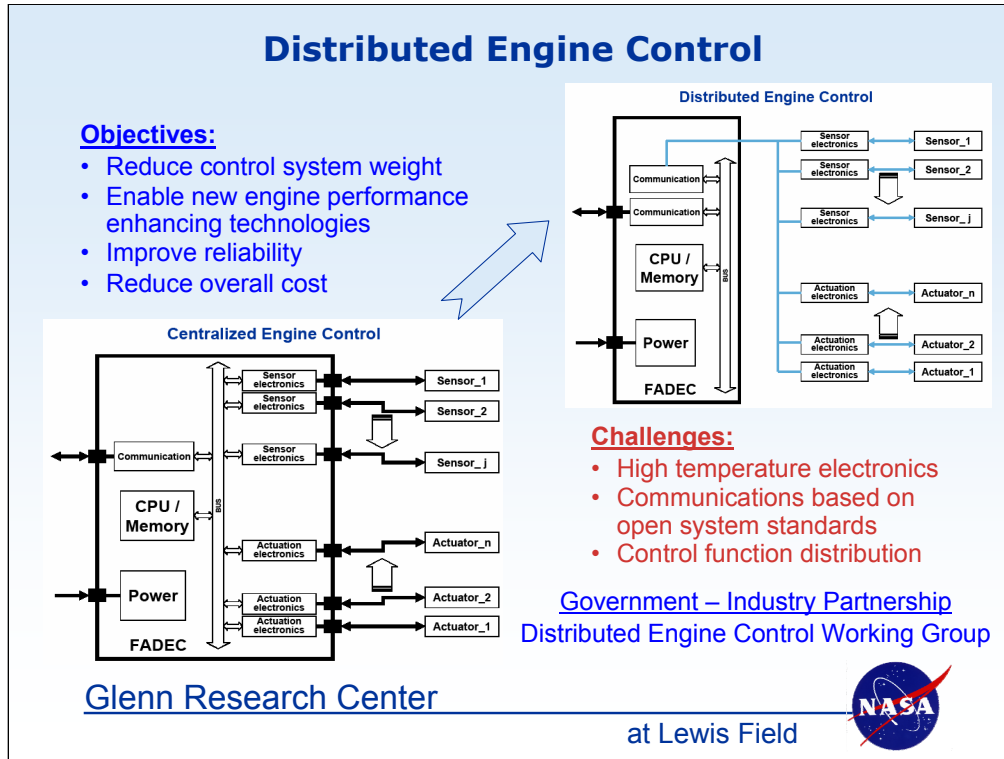 Distributed Engine Control
Objectives:
• Reduce control system weight
• Enable new engine performance
enhancing technologies
• Improve reliability
• Reduce overall cost
Distributed Engine Control
Communication
Communication
CPU /
Memory
Power
FADEC
BUS
Sensor
electronics
Sensor_1
Sensor
electronics
Sensor_2
Sensor
electronics
Sensor_ j
Actuation
electronics
Actuator_n
Actuation
electronics
Actuator_2
Actuation
electronics
Actuator_1
Centralized Engine Control
Communication
CPU /
Memory
Power
FADEC
BUS
Sensor
electronics
Sensor_1
Sensor
electronics
Sensor_2
Sensor
electronics
Sensor_ j
Actuation
electronics
Actuator_n
Actuation
electronics
Actuator_2
Actuation
electronics
Actuator_1
Challenges:
• High temperature electronics
• Communications based on
open system standards
• Control function distribution
Government – Industry Partnership
Distributed Engine Control Working Group
Glenn Research Center
at Lewis Field
NASA